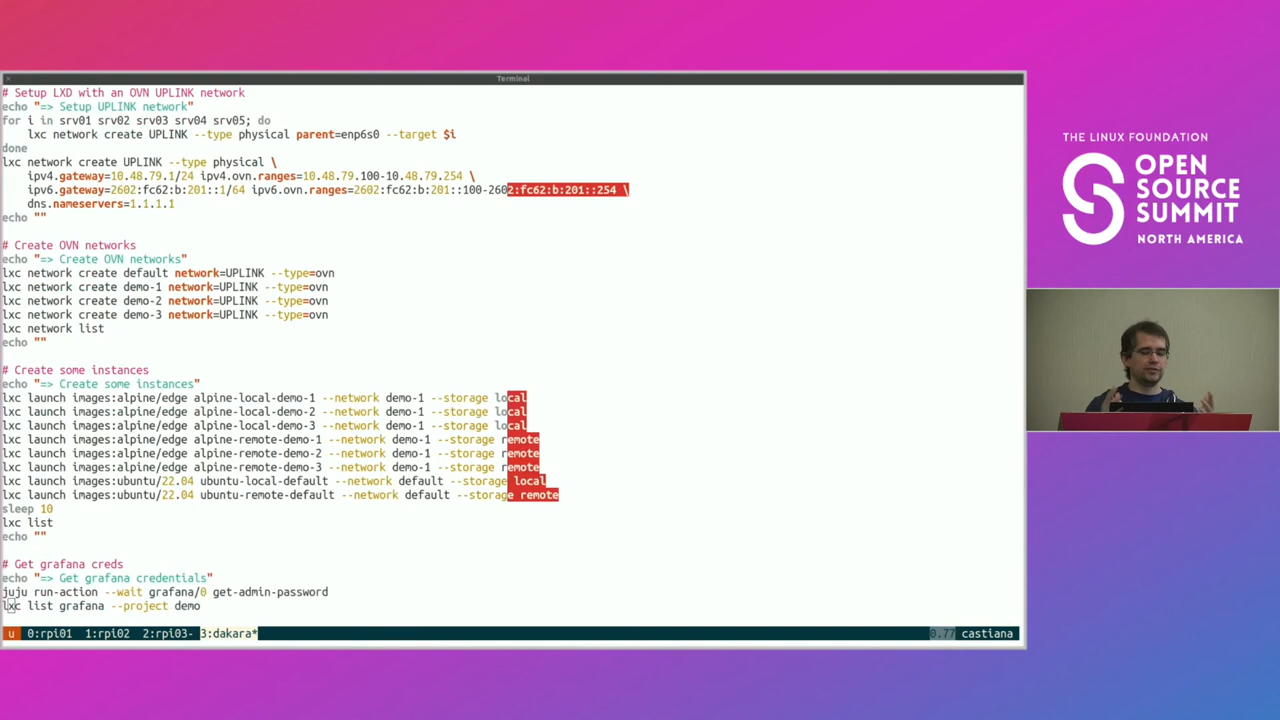 Terminal
# Setup LXD with an OVN UPLINK network
echo "=> Setup UPLINK network"
for i in srv01 srv02 srv03 srv04 srv05; do
    lxc network create UPLINK --type physical parent=enp6s0 --target $i
done
lxc network create UPLINK --type physical \
    ipv4.gateway=10.48.79.1/24 ipv4.ovn.ranges=10.48.79.100-10.48.79.254 \
    ipv6.gateway=2602:fc62:b:201::1/64 ipv6.ovn.ranges=2602:fc62:b:201::100-2602:fc62:b:201::254 \
    dns.nameservers=1.1.1.1
echo ""
# Create OVN networks
echo "=> Create OVN networks"
lxc network create default network=UPLINK --type=ovn
lxc network create demo-1 network=UPLINK --type=ovn
lxc network create demo-2 network=UPLINK --type=ovn
lxc network create demo-3 network=UPLINK --type=ovn
lxc network list
echo ""
# Create some instances
echo "=> Create some instances"
lxc launch images:alpine/edge alpine-local-demo-1 --network demo-1 --storage local
lxc launch images:alpine/edge alpine-local-demo-2 --network demo-1 --storage local
lxc launch images:alpine/edge alpine-local-demo-3 --network demo-1 --storage local
lxc launch images:alpine/edge alpine-remote-demo-1 --network demo-1 --storage remote
lxc launch images:alpine/edge alpine-remote-demo-2 --network demo-1 --storage remote
lxc launch images:alpine/edge alpine-remote-demo-3 --network demo-1 --storage remote
lxc launch images:ubuntu/22.04 ubuntu-local-default --network default --storage local
lxc launch images:ubuntu/22.04 ubuntu-remote-default --network default --storage remote
sleep 10
lxc list
echo ""
# Get grafana creds
echo "=> Get grafana credentials"
juju run-action --wait grafana/0 get-admin-password
lxc list grafana --project demo
u 0:rpi01 1:rpi02 2:rpi03- 3:dakara* 0.77 castiana
THE LINUX FOUNDATION
OPEN
SOURCE
SUMMIT
NORTH AMERICA